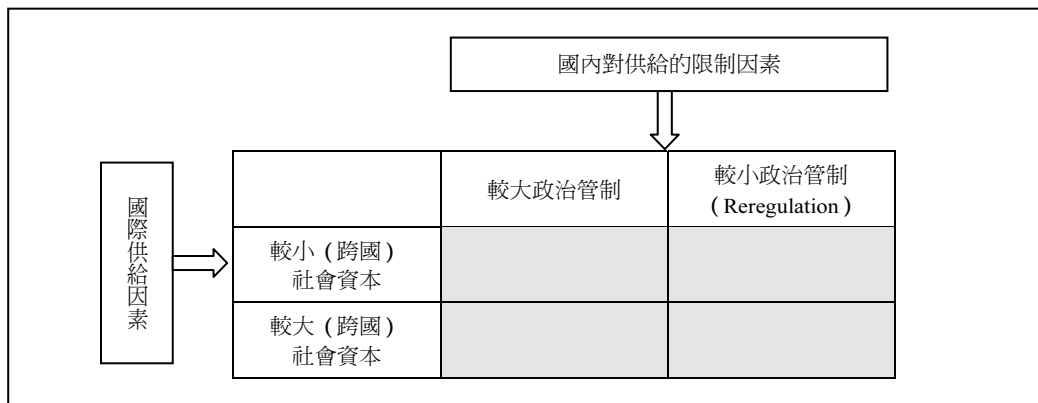 國內對供給的限制因素
國際供給因素
較大政治管制
較小政治管制
(Reregulation)
較小(跨國)
社會資本
較大(跨國)
社會資本